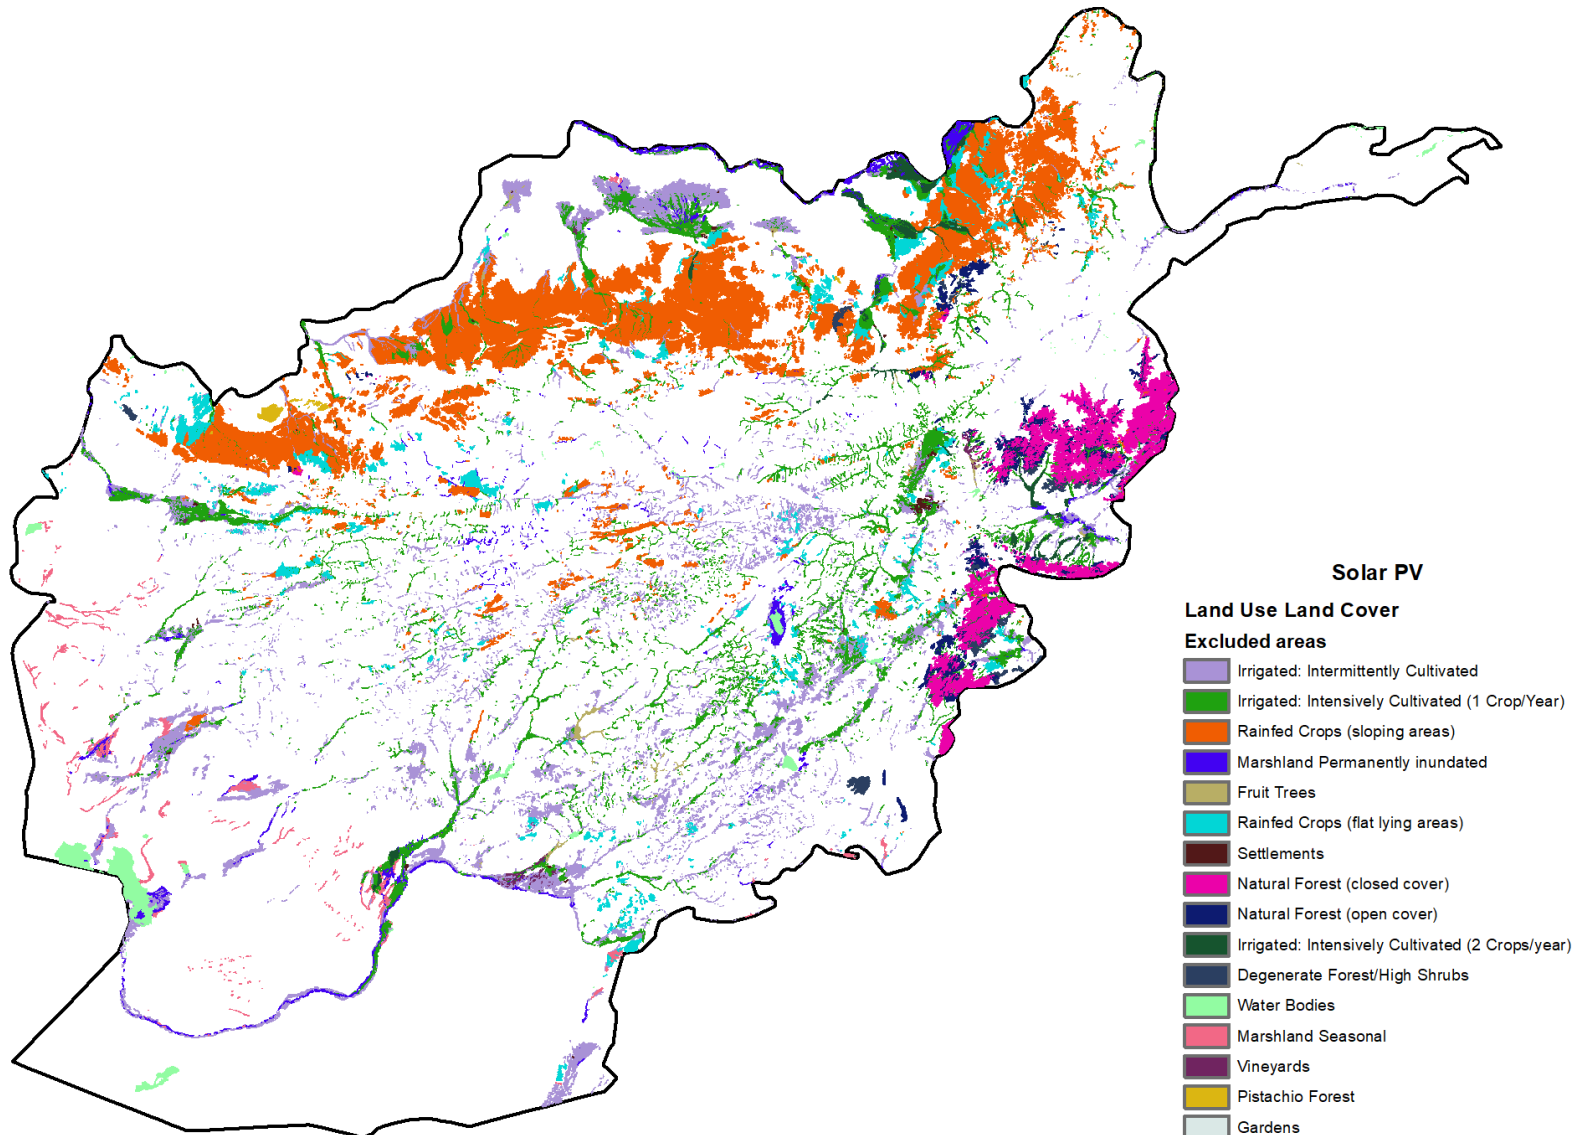 Solar PV
Land Use Land Cover
Excluded areas
Irrigated: Intermittently Cultivated
Irrigated: Intensively Cultivated (1 Crop/Year)
Rainfed Crops (sloping areas)
Marshland Permanently inundated
Fruit Trees
Rainfed Crops (flat lying areas)
Settlements
Natural Forest (closed cover)
Natural Forest (open cover)
Irrigated: Intensively Cultivated (2 Crops/year)
Degenerate Forest/High Shrubs
Water Bodies
Marshland Seasonal
Vineyards
Pistachio Forest
Gardens